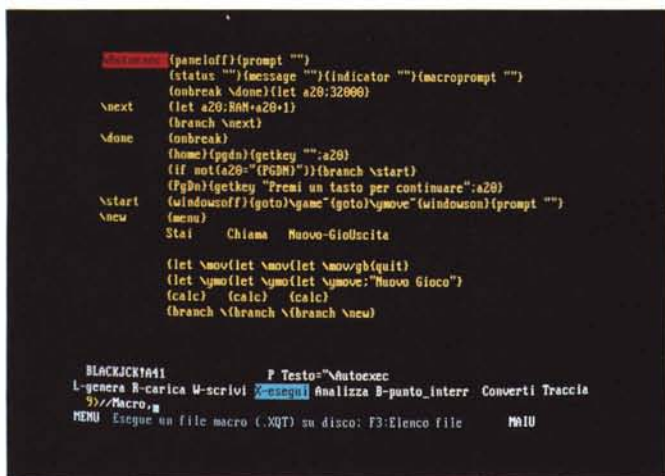 \Autoexec {paneloff}{prompt ""}
{status ""}{message ""}{indicator ""}{macroprompt ""}
{onbreak \done}{let a20:32000}
\next {let a20:RAN+a20+1}
{branch \next}
\done {onbreak}
{home}{pgdn}{getkey "";a20}
{if not(a20="{PGDN}")}{branch \start}
{PgDn}{getkey "Premi un tasto per continuare";a20}
\start {windowsoff}{goto}\game~{goto}\ymove~{windowson}{prompt ""}
\new {menu}
Stai Chiama Nuovo-GioUscita
{let \mov{let \mov{let \mov/gb{quit}
{let \ymo{let \ymo{let \ymove:"Nuovo Gioco"}
{calc} {calc} {calc}
{branch \{branch \{branch \new}
BLACKJCK!A41 P Testo="\Autoexec
L-genera R-carica W-scrivi X-esegui Analizza B-punto_interr Converti Traccia
9}//Macro,
MENU Esegue un file macro (.XQT) su disco: F3:Elenco file MAIU